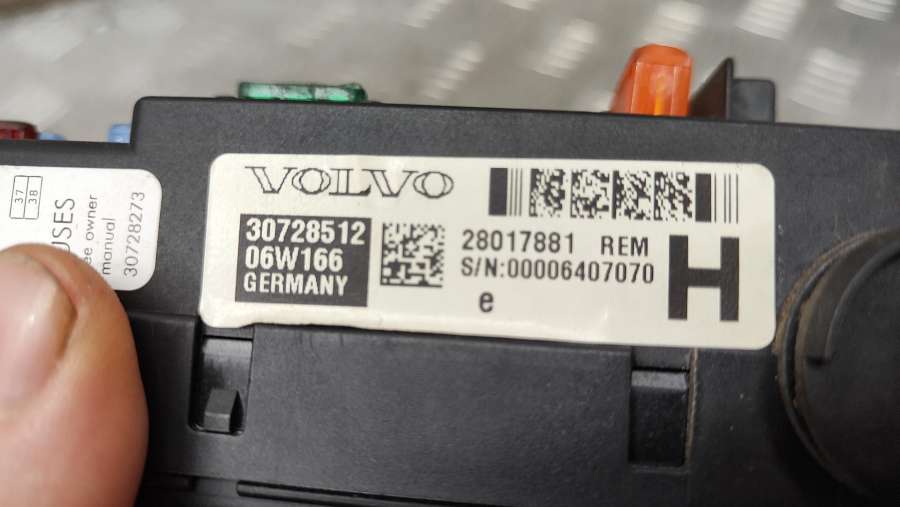 VOLVO
30728512
06W166
GERMANY
28017881 REM
S/N:00006407070
e
H
37
38
USES
ee owner
manual
30728273